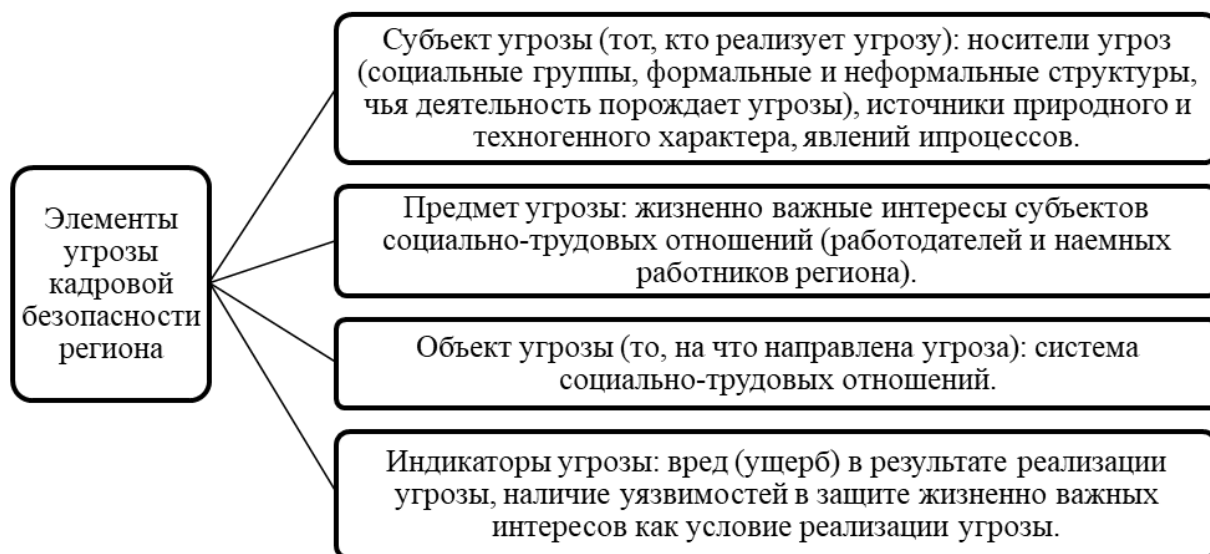 Элементы
угрозы
кадровой
безопасности
региона
Субъект угрозы (тот, кто реализует угрозу): носители угроз
(социальные группы, формальные и неформальные структуры,
чья деятельность порождает угрозы), источники природного и
техногенного характера, явлений ипроцессов.
Предмет угрозы: жизненно важные интересы субъектов
социально-трудовых отношений (работодателей и наемных
работников региона).
Объект угрозы (то, на что направлена угроза): система
социально-трудовых отношений.
Индикаторы угрозы: вред (ущерб) в результате реализации
угрозы, наличие уязвимостей в защите жизненно важных
интересов как условие реализации угрозы.